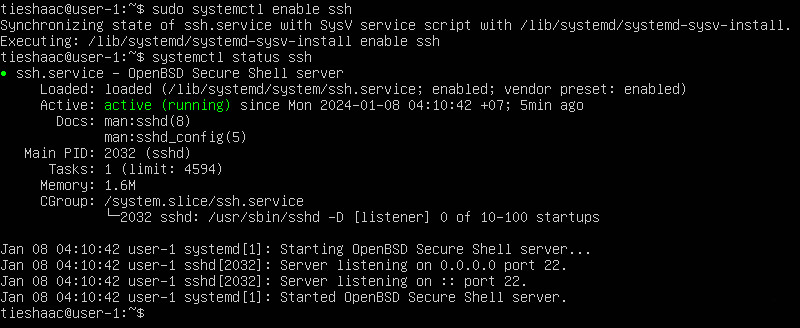 tieshaac@user-1:~$ sudo systemctl enable ssh
Synchronizing state of ssh.service with SysV service script with /lib/systemd/systemd-sysv-install.
Executing: /lib/systemd/systemd-sysv-install enable ssh
tieshaac@user-1:~$ systemctl status ssh
● ssh.service – OpenBSD Secure Shell server
     Loaded: loaded (/lib/systemd/system/ssh.service; enabled; vendor preset: enabled)
     Active: active (running) since Mon 2024-01-08 04:10:42 +07; 5min ago
       Docs: man:sshd(8)
             man:sshd_config(5)
   Main PID: 2032 (sshd)
      Tasks: 1 (limit: 4594)
     Memory: 1.6M
     CGroup: /system.slice/ssh.service
             └─2032 sshd: /usr/sbin/sshd -D [listener] 0 of 10-100 startups

Jan 08 04:10:42 user-1 systemd[1]: Starting OpenBSD Secure Shell server...
Jan 08 04:10:42 user-1 sshd[2032]: Server listening on 0.0.0.0 port 22.
Jan 08 04:10:42 user-1 sshd[2032]: Server listening on :: port 22.
Jan 08 04:10:42 user-1 systemd[1]: Started OpenBSD Secure Shell server.
tieshaac@user-1:~$